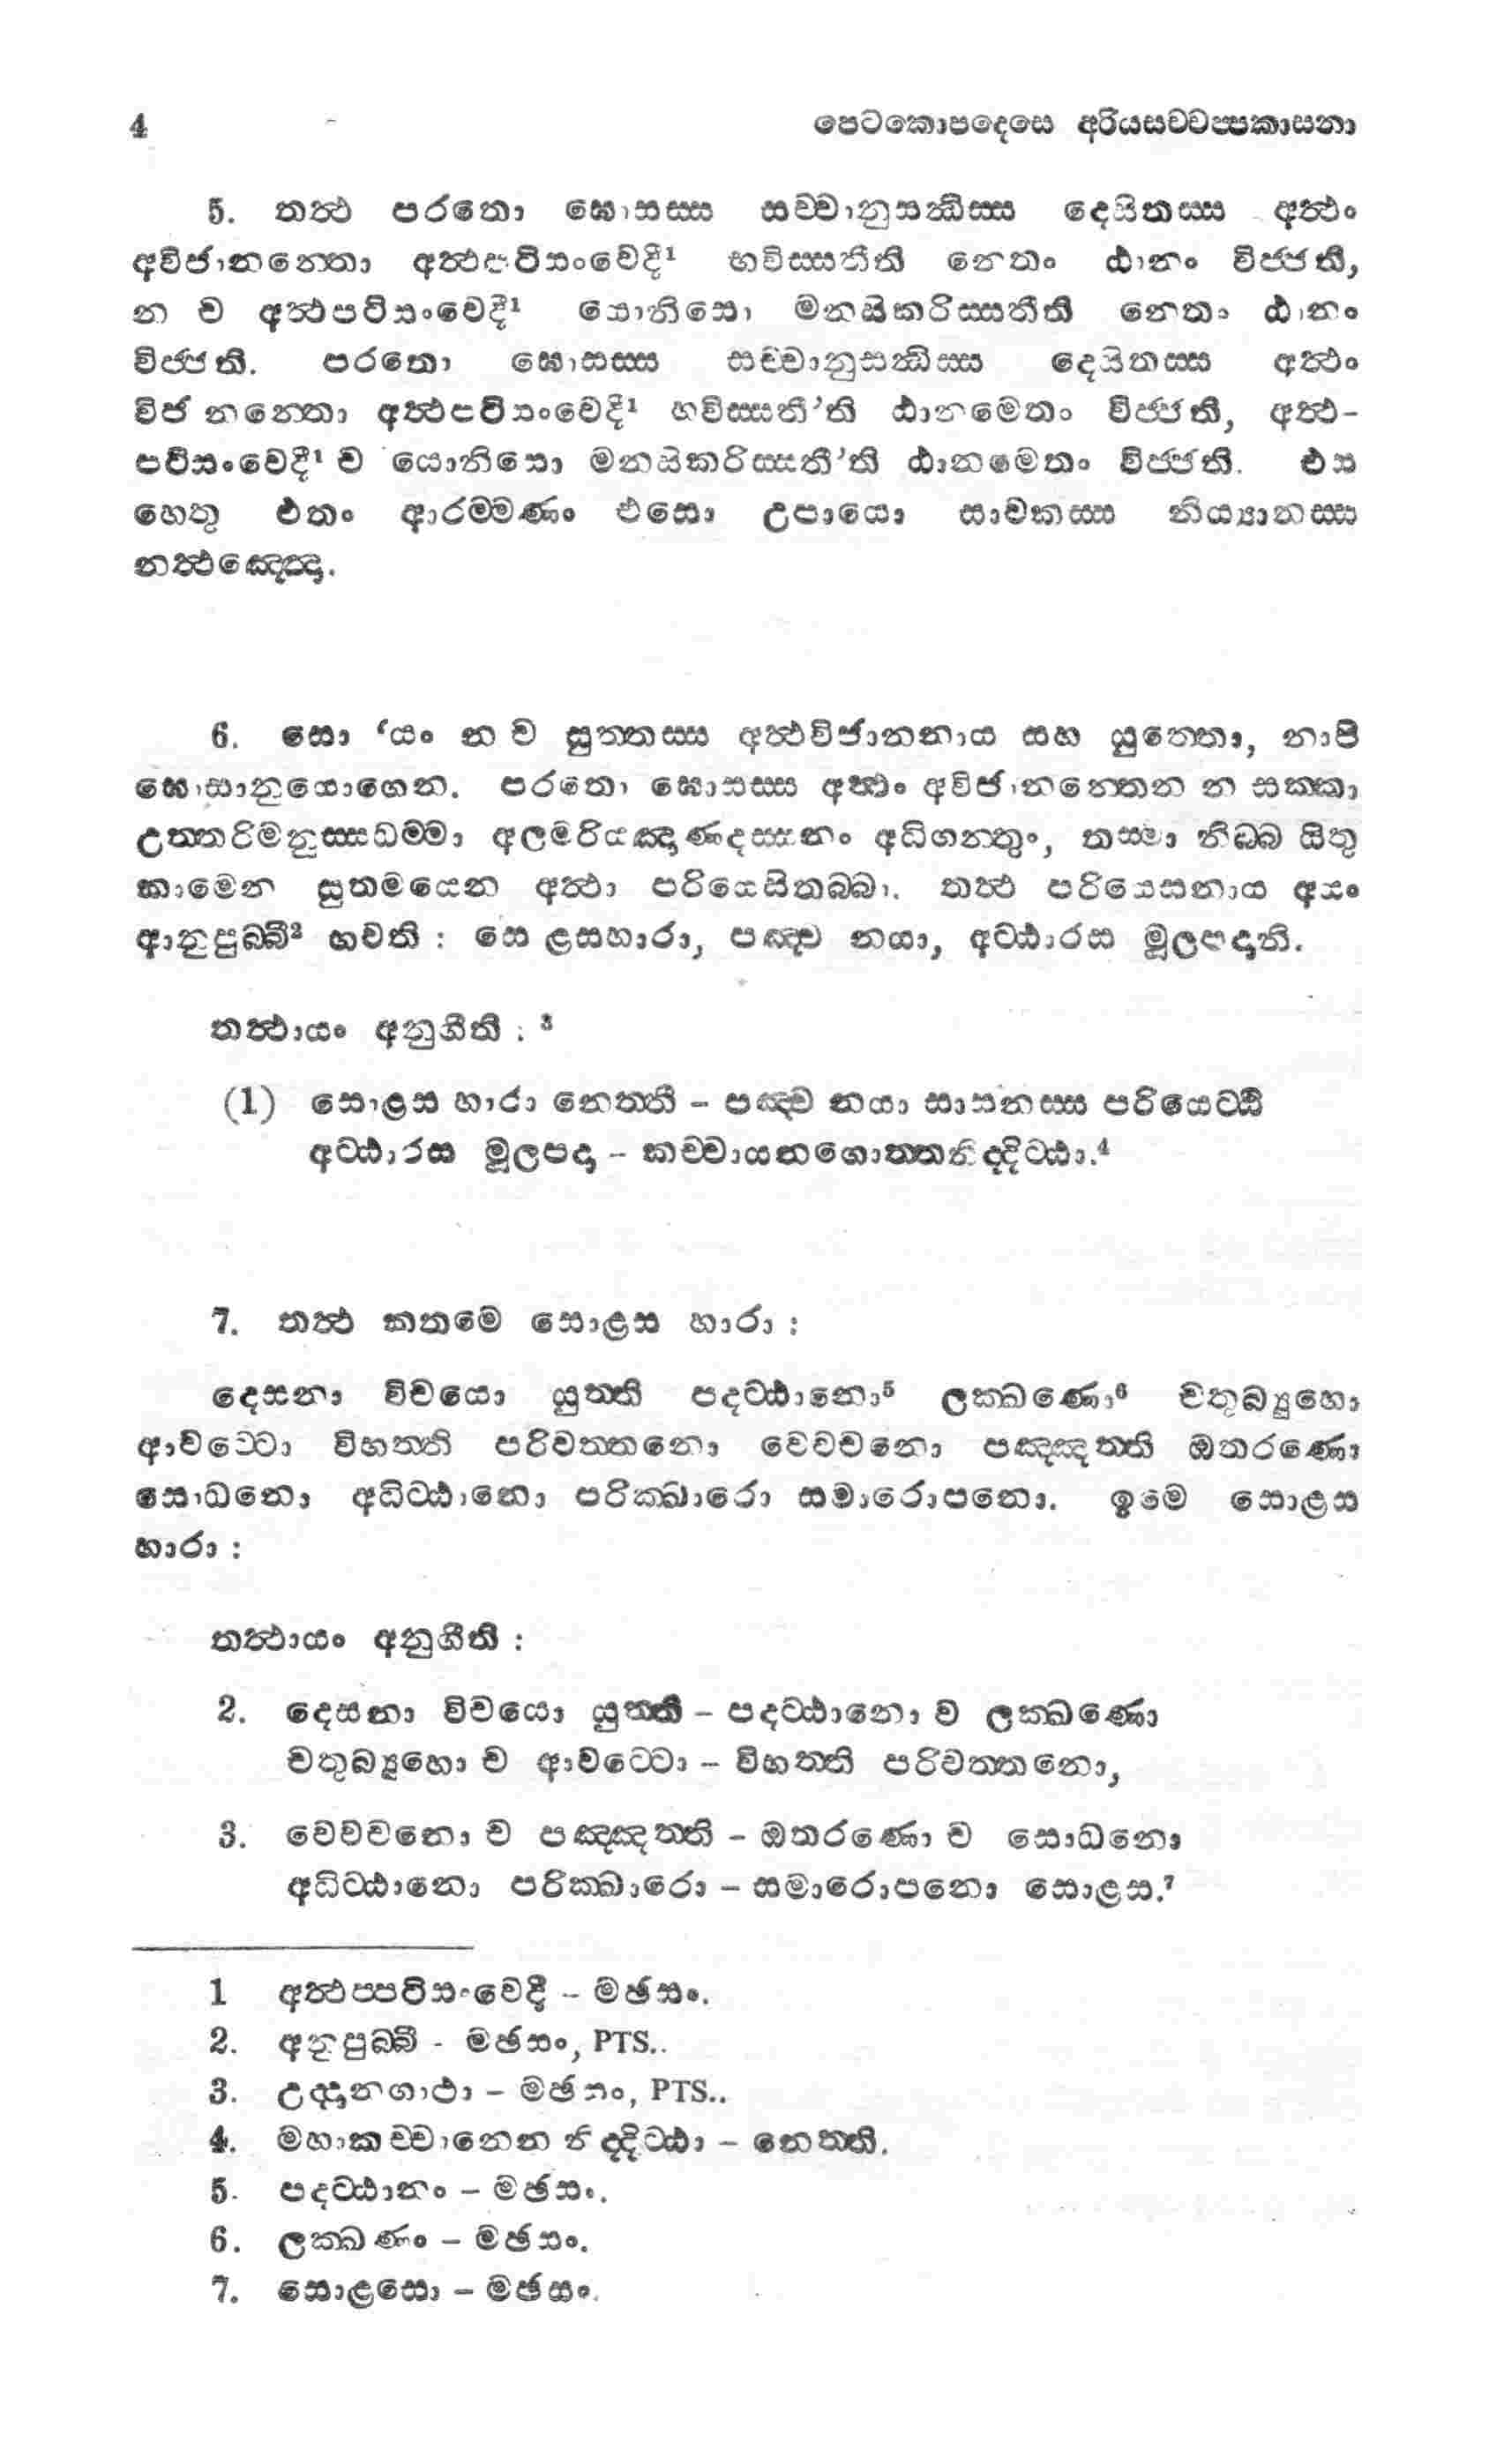 4 පෙටකොපදෙසෙ අරියසච්චප්පකාසනා
5. තත්‍ථ පරතො ඝොසස්ස සච්චානුසන්‍ධිස්ස දෙසිතස්ස අත්‍ථං
අවිජානන්තො අත්‍ථපටිසංවෙදී¹ භවිස්සතීති නෙතං ඨානං විජ්ජති,
න ච අත්‍ථපටිසංවෙදී¹ යොනිසො මනසිකරිස්සතීති නෙතං ඨානං
විජ්ජති. පරතො ඝොසස්ස සච්චානුසන්‍ධිස්ස දෙසිතස්ස අත්‍ථං
විජානන්තො අත්‍ථපටිසංවෙදී¹ භවිස්සතී’ති ඨානමෙතං විජ්ජති, අත්‍ථ-
පටිසංවෙදී¹ ච යොනිසො මනසිකරිස්සතී’ති ඨානමෙතං විජ්ජති. එස
හෙතු එතං ආරම්මණං එසො උපායො සාවකස්ස නිය්‍යානස්ස
නත්‍ථඤ්ඤා.
6. සො ‘යං න ච සුත්තස්ස අත්‍ථවිජානනාය සහ යුත්තො, නාපි
ඝොසානුයොගෙන. පරතො ඝොසස්ස අත්‍ථං අවිජානන්තෙන න සක්කා
උත්තරිමනුස්සධම්මා අලමරියඤාණදස්සනං අධිගන්තුං, තස්මා නිබ්බායිතු
කාමෙන සුතමයෙන අත්‍ථා පරියෙසිතබ්බා. තත්‍ථ පරියෙසනාය අයං
ආනුපුබ්බී² භවති : සොළසහාරා, පඤ්ච නයා, අට්ඨාරස මූලපදානි.
තත්‍ථායං අනුගීති : ³
(1) සොළස හාරා නෙත්තී – පඤ්ච නයා සාසනස්ස පරියෙට්ඨි
අට්ඨාරස මූලපදා – කච්චායනගොත්තනිද්දිට්ඨා.⁴
7. තත්‍ථ කතමෙ සොළස හාරා :
දෙසනා විචයො යුත්ති පදට්ඨානො⁵ ලක්ඛණො⁶ චතුබ්‍යුහො
ආවට්ටො විභත්ති පරිවත්තනො වෙවචනො පඤ්ඤත්ති ඔතරණො
සොධනො අධිට්ඨානො පරික්ඛාරො සමාරොපනො. ඉමෙ සොළස
හාරා :
තත්‍ථායං අනුගීති :
2. දෙසනා විචයො යුත්ති – පදට්ඨානො ච ලක්ඛණො
චතුබ්‍යුහො ච ආවට්ටො – විභත්ති පරිවත්තනො,
3. වෙවචනො ච පඤ්ඤත්ති – ඔතරණො ච සොධනො
අධිට්ඨානො පරික්ඛාරො – සමාරොපනො සොළස.⁷
1 අත්‍ථප්පටිසංවෙදී – මඡසං.
2. අනුපුබ්බී - මඡසං, PTS..
3. උද්‍දානගාථා – මඡසං, PTS..
4. මහාකච්චානෙන නිද්දිට්ඨා – නෙත්ති.
5. පදට්ඨානං – මඡසං.
6. ලක්ඛණං – මඡසං.
7. සොළසො – මඡසං.